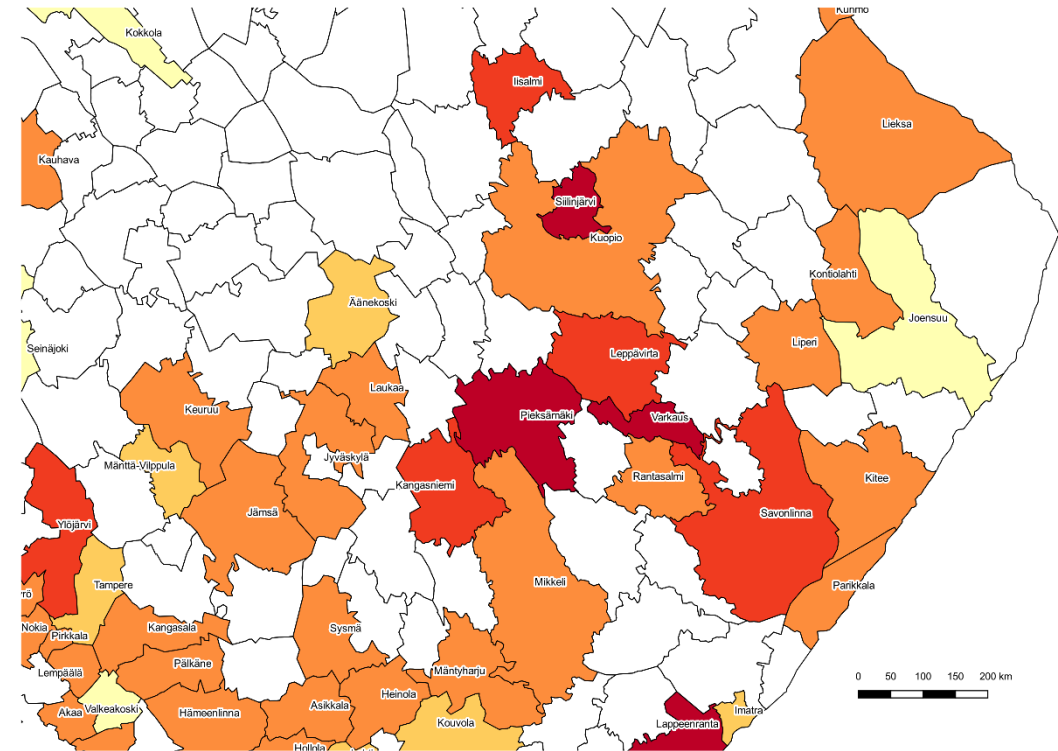 Kuhmo
Kokkola
Iisalmi
Lieksa
Kauhava
Siilinjärvi
Kuopio
Kontiolahti
Äänekoski
Joensuu
Liperi
Seinäjoki
Leppävirta
Laukaa
Keuruu
Pieksämäki
Varkaus
Jyväskylä
Mänttä-Vilppula
Rantasalmi
Kitee
Kangasniemi
Jämsä
Savonlinna
Ylöjärvi
Mikkeli
Tampere
Parikkala
yrö
Nokia
Kangasala
Sysmä
Pirkkala
Pälkäne
Lempäälä
Mäntyharju
0 50 100 150 200 km
Heinola
Asikkala
Valkeakoski
Akaa
Hämeenlinna
Imatra
Kouvola
Lappeenranta
Hollola